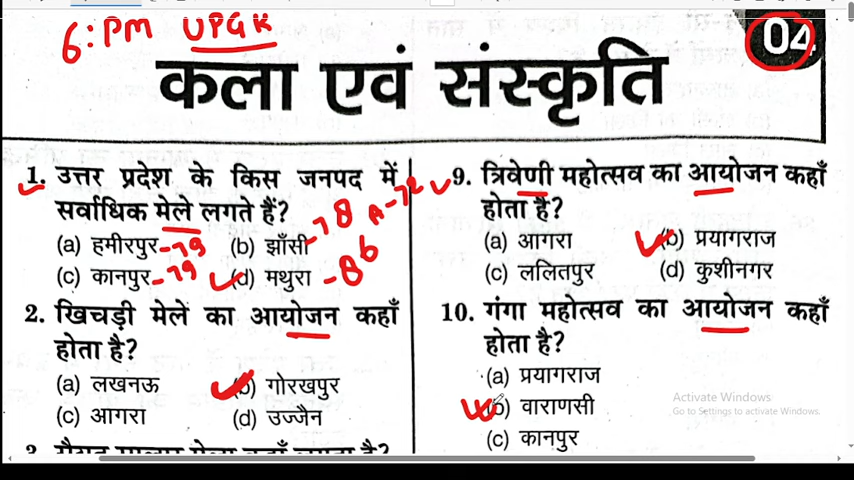 6:PM UPGK
04
कला एवं संस्कृति
1. उत्तर प्रदेश के किस जनपद में
सर्वाधिक मेले लगते हैं?
(a) हमीरपुर -79 (b) झाँसी -78 A-72
(c) कानपुर -79 (d) मथुरा -86
2. खिचड़ी मेले का आयोजन कहाँ
होता है?
(a) लखनऊ (b) गोरखपुर
(c) आगरा (d) उज्जैन
9. त्रिवेणी महोत्सव का आयोजन कहाँ
होता है?
(a) आगरा (b) प्रयागराज
(c) ललितपुर (d) कुशीनगर
10. गंगा महोत्सव का आयोजन कहाँ
होता है?
(a) प्रयागराज
(b) वाराणसी
(c) कानपुर
Activate Windows
Go to Settings to activate Windows.